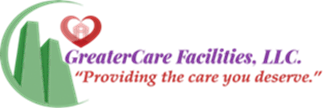 GreaterCare Facilities, LLC.
“Providing the care you deserve.”